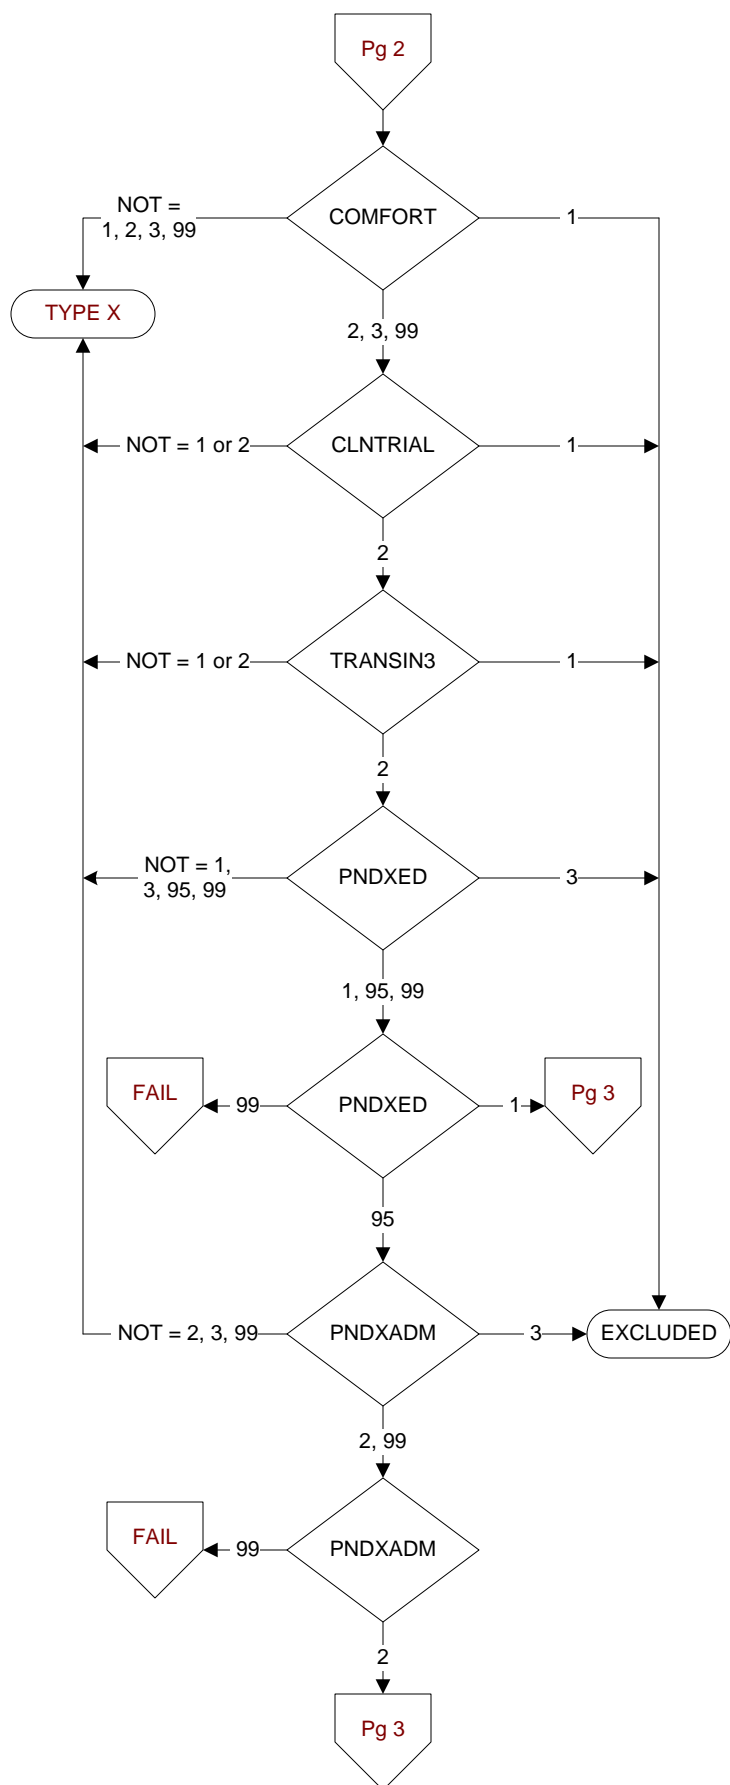 Pg 2
COMFORT
NOT =
1, 2, 3, 99
1
TYPE X
2, 3, 99
CLNTRIAL
NOT = 1 or 2
1
2
TRANSIN3
NOT = 1 or 2
1
2
PNDXED
NOT = 1,
3, 95, 99
3
1, 95, 99
FAIL
99
PNDXED
1
Pg 3
95
NOT = 2, 3, 99
PNDXADM
3
EXCLUDED
2, 99
FAIL
99
PNDXADM
2
Pg 3